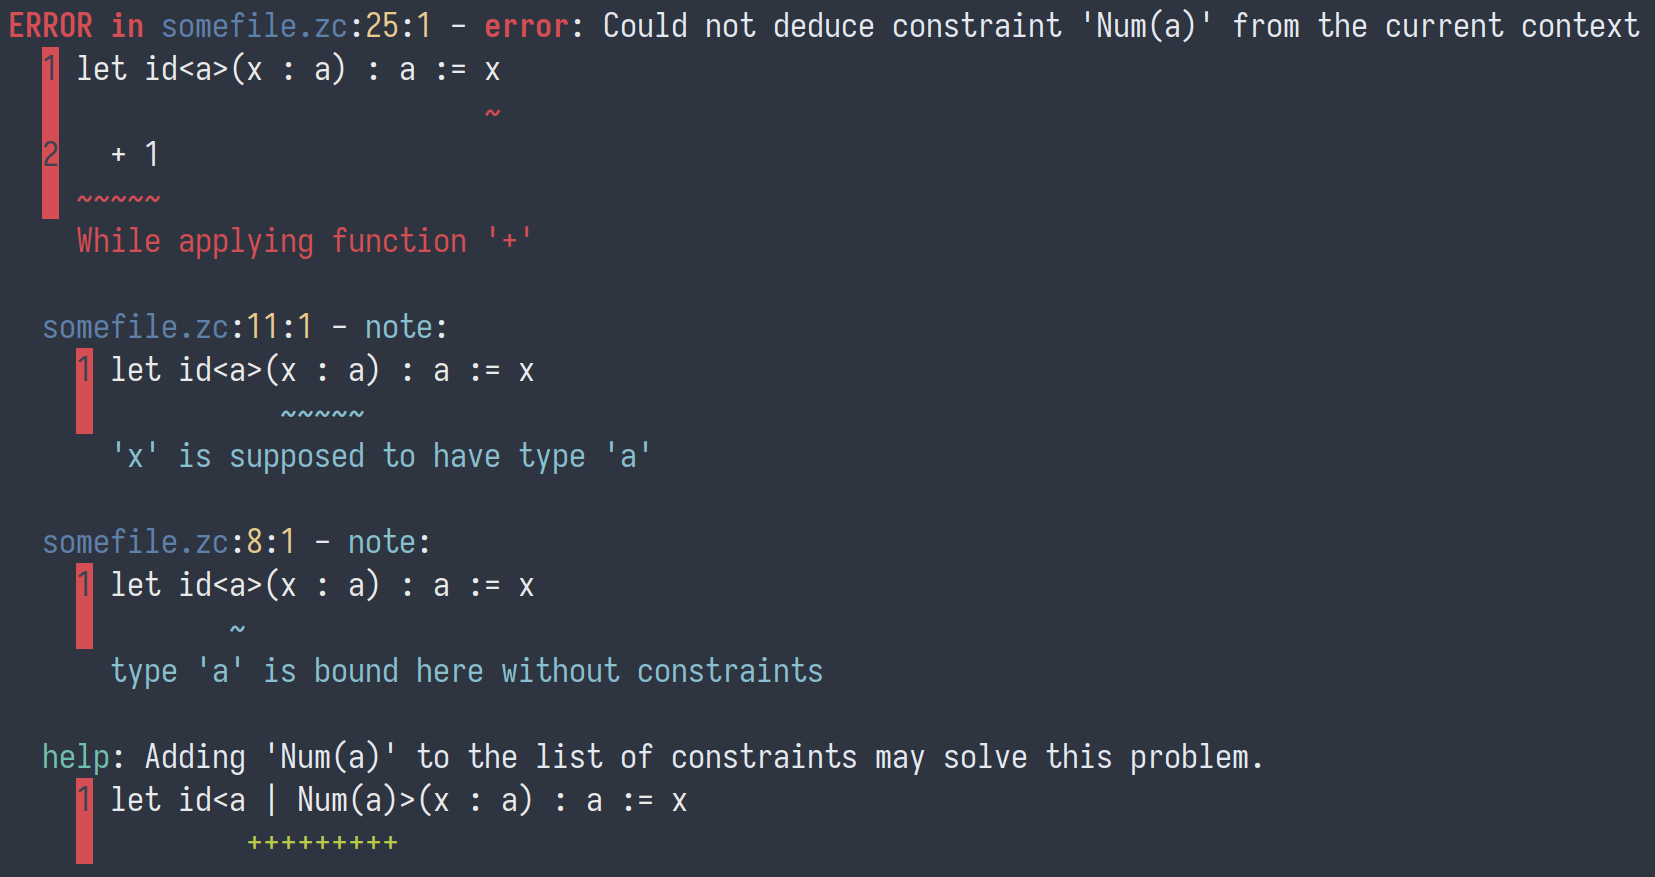 ERROR in somefile.zc:25:1 - error: Could not deduce constraint 'Num(a)' from the current context
1 let id<a>(x : a) : a := x
~
2   + 1
~~~~~
While applying function '+'
somefile.zc:11:1 - note:
1 let id<a>(x : a) : a := x
~~~~~
'x' is supposed to have type 'a'
somefile.zc:8:1 - note:
1 let id<a>(x : a) : a := x
~
type 'a' is bound here without constraints
help: Adding 'Num(a)' to the list of constraints may solve this problem.
1 let id<a | Num(a)>(x : a) : a := x
+++++++++